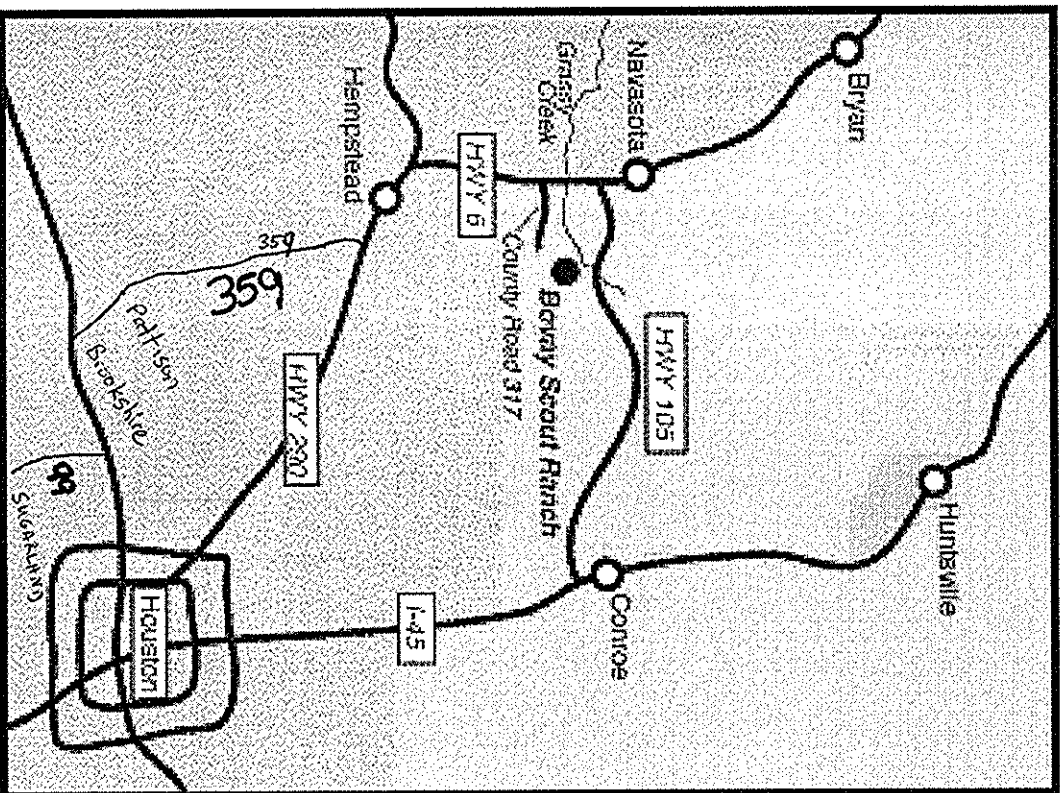 Huntsville
Bryan
HWY 105
Navasota
Conroe
Grassy
Creek
Bovay Scout Ranch
County Road 317
HWY 6
I-45
Hempstead
HWY 290
359
359
Pattison
Brookshire
Houston
99
SUGARLAND